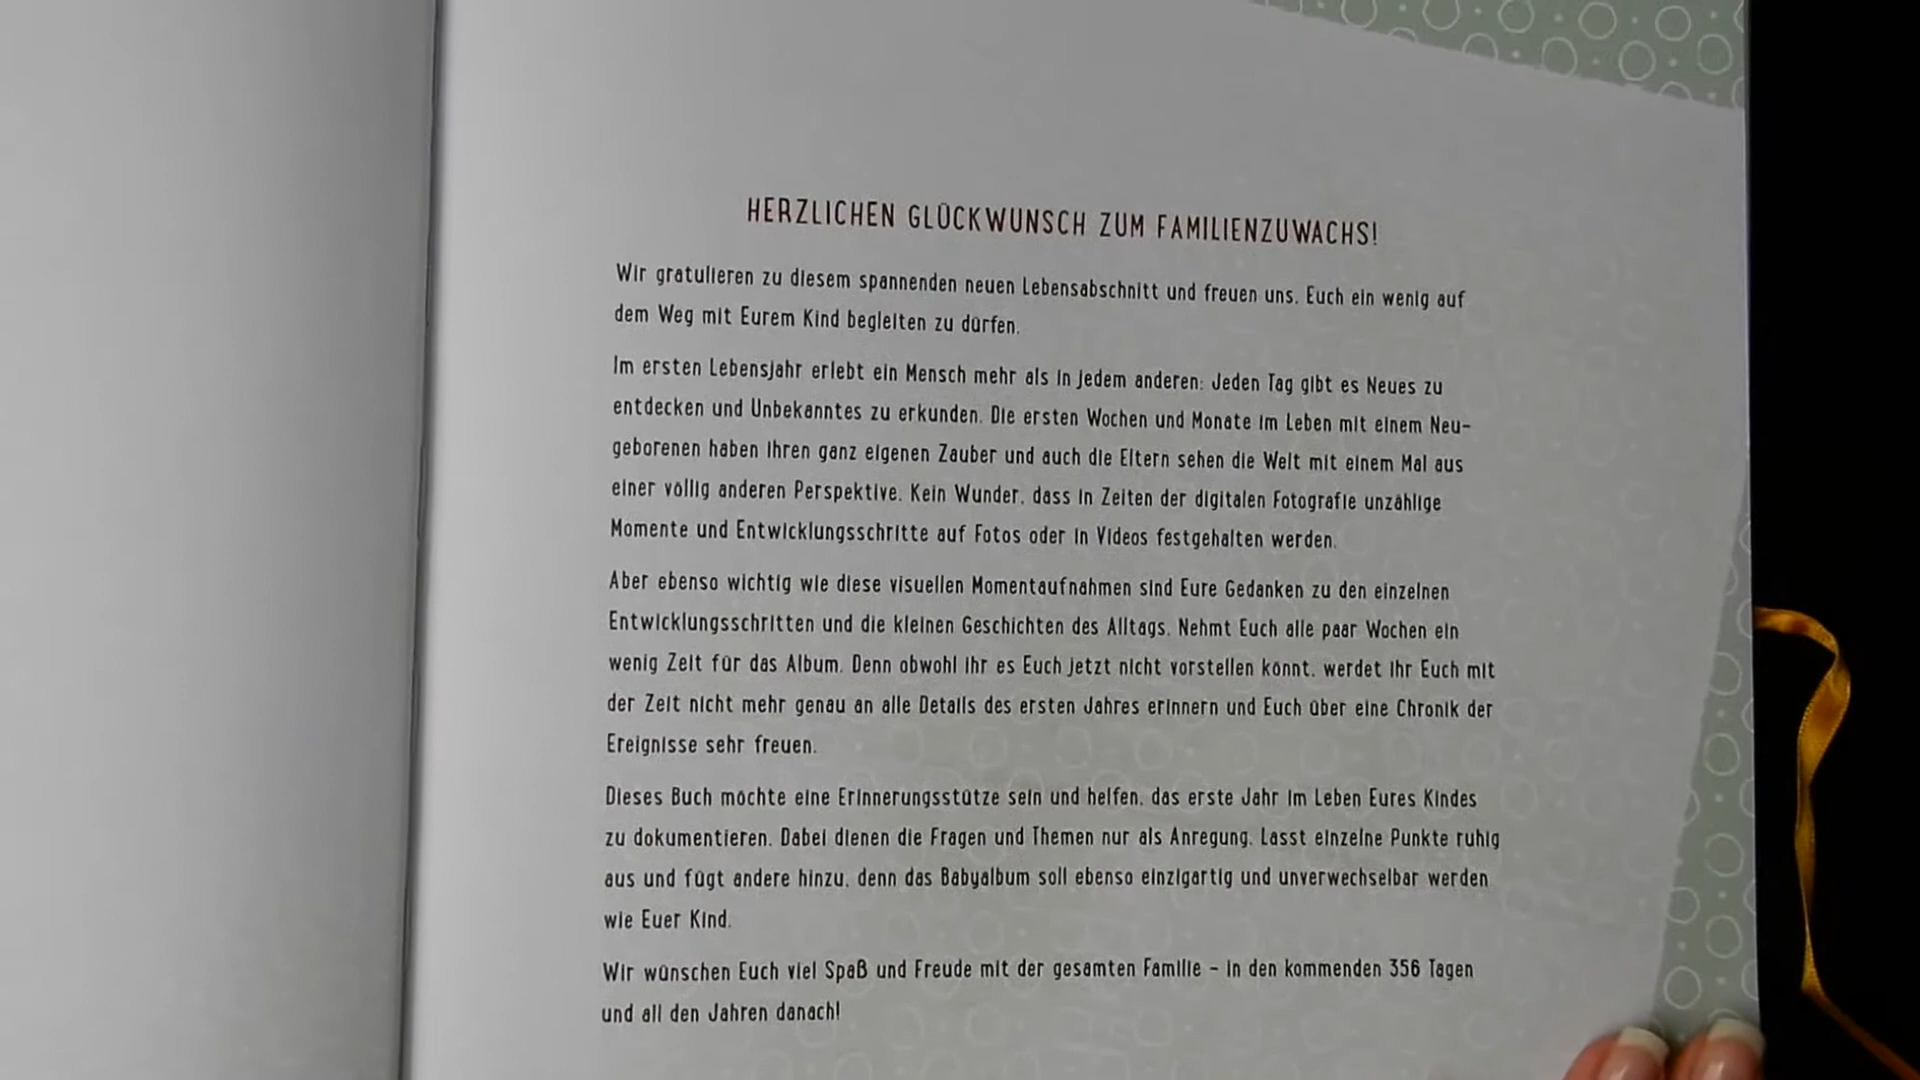 HERZLICHEN GLÜCKWUNSCH ZUM FAMILIENZUWACHS!
Wir gratulieren zu diesem spannenden neuen Lebensabschnitt und freuen uns, Euch ein wenig auf
dem Weg mit Eurem Kind begleiten zu dürfen.
Im ersten Lebensjahr erlebt ein Mensch mehr als in jedem anderen: Jeden Tag gibt es Neues zu
entdecken und Unbekanntes zu erkunden. Die ersten Wochen und Monate im Leben mit einem Neu-
geborenen haben ihren ganz eigenen Zauber und auch die Eltern sehen die Welt mit einem Mal aus
einer völlig anderen Perspektive. Kein Wunder, dass in Zeiten der digitalen Fotografie unzählige
Momente und Entwicklungsschritte auf Fotos oder in Videos festgehalten werden.
Aber ebenso wichtig wie diese visuellen Momentaufnahmen sind Eure Gedanken zu den einzelnen
Entwicklungsschritten und die kleinen Geschichten des Alltags. Nehmt Euch alle paar Wochen ein
wenig Zeit für das Album. Denn obwohl ihr es Euch jetzt nicht vorstellen könnt, werdet ihr Euch mit
der Zeit nicht mehr genau an alle Details des ersten Jahres erinnern und Euch über eine Chronik der
Ereignisse sehr freuen.
Dieses Buch möchte eine Erinnerungsstütze sein und helfen, das erste Jahr im Leben Eures Kindes
zu dokumentieren. Dabei dienen die Fragen und Themen nur als Anregung. Lasst einzelne Punkte ruhig
aus und fügt andere hinzu, denn das Babyalbum soll ebenso einzigartig und unverwechselbar werden
wie Euer Kind.
Wir wünschen Euch viel Spaß und Freude mit der gesamten Familie – in den kommenden 356 Tagen
und all den Jahren danach!